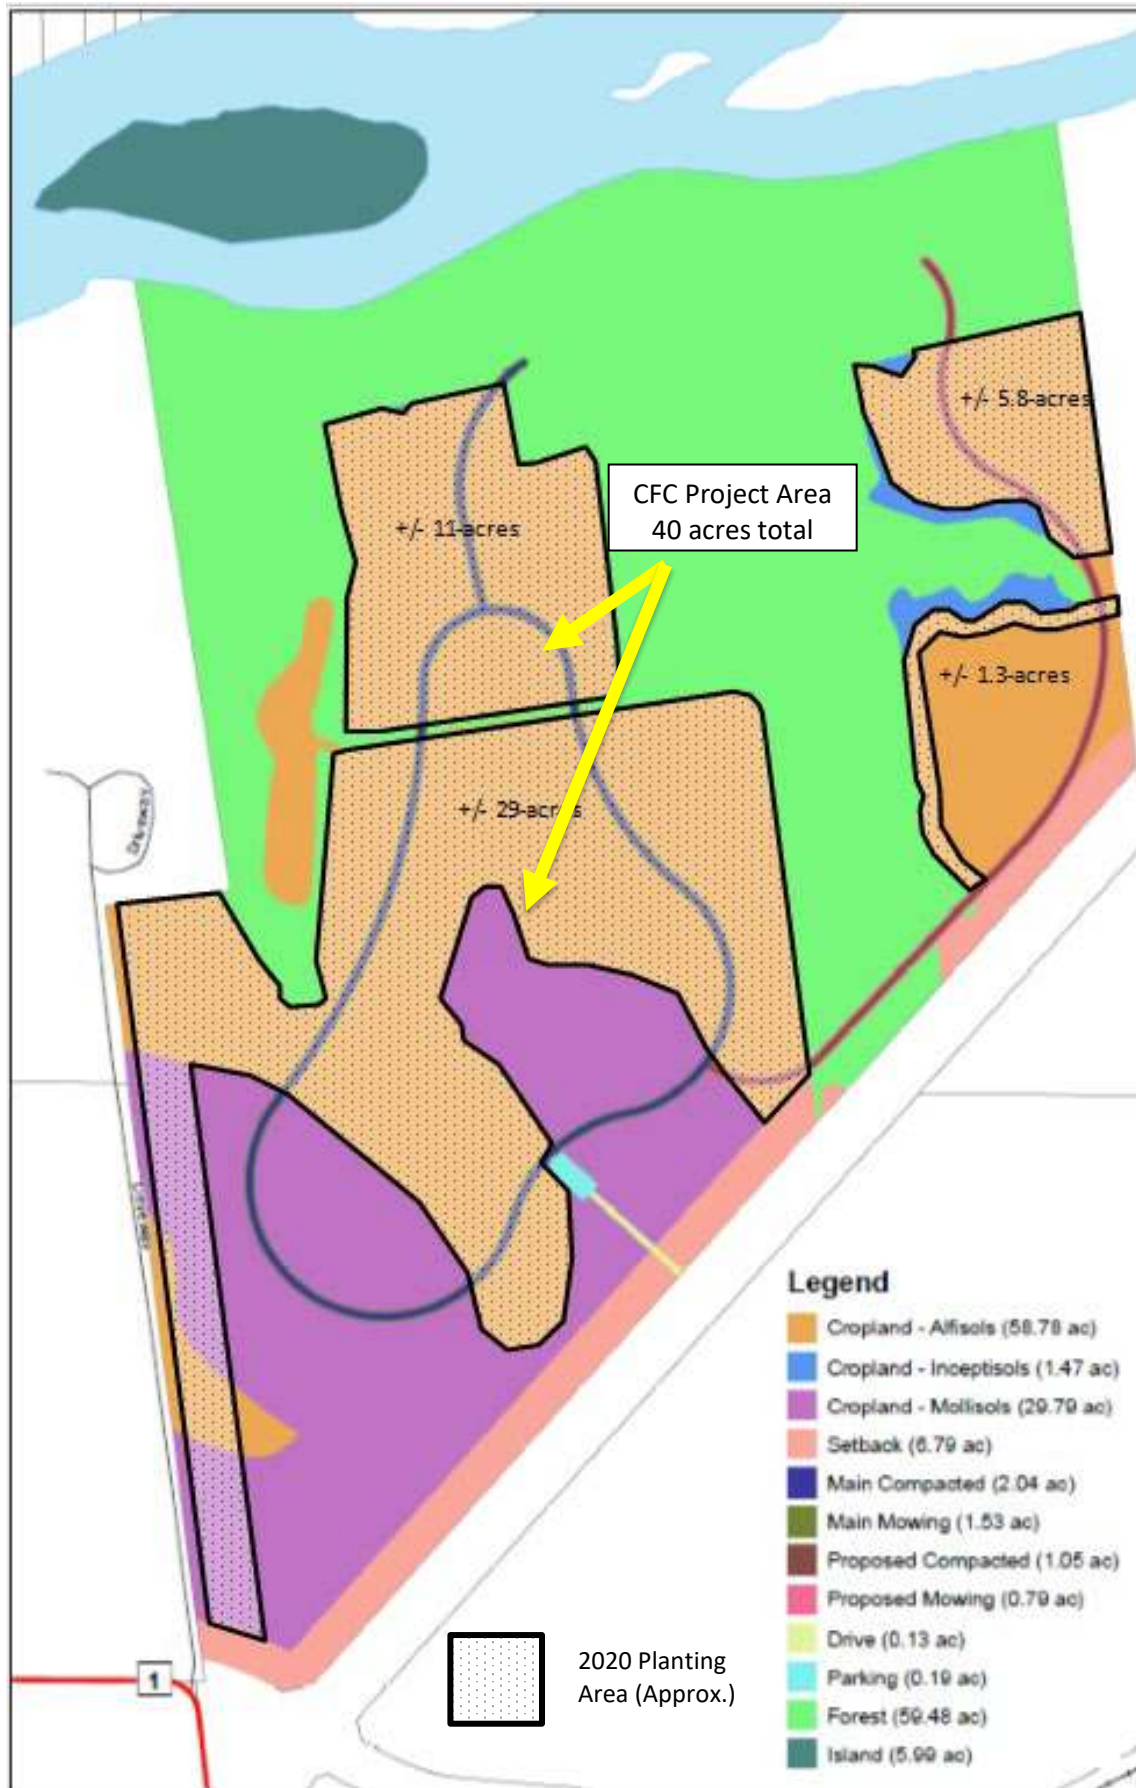 +/- 5.8-acres
CFC Project Area
40 acres total
+/- 11-acres
+/- 1.3-acres
+/- 29-acres
Driveway
Legend
Cropland - Alfisols (58.78 ac)
Cropland - Inceptisols (1.47 ac)
Cropland - Mollisols (29.79 ac)
Setback (6.79 ac)
Main Compacted (2.04 ac)
Main Mowing (1.53 ac)
Proposed Compacted (1.05 ac)
Proposed Mowing (0.79 ac)
Drive (0.13 ac)
Parking (0.19 ac)
Forest (59.48 ac)
Island (5.99 ac)
2020 Planting
Area (Approx.)
1